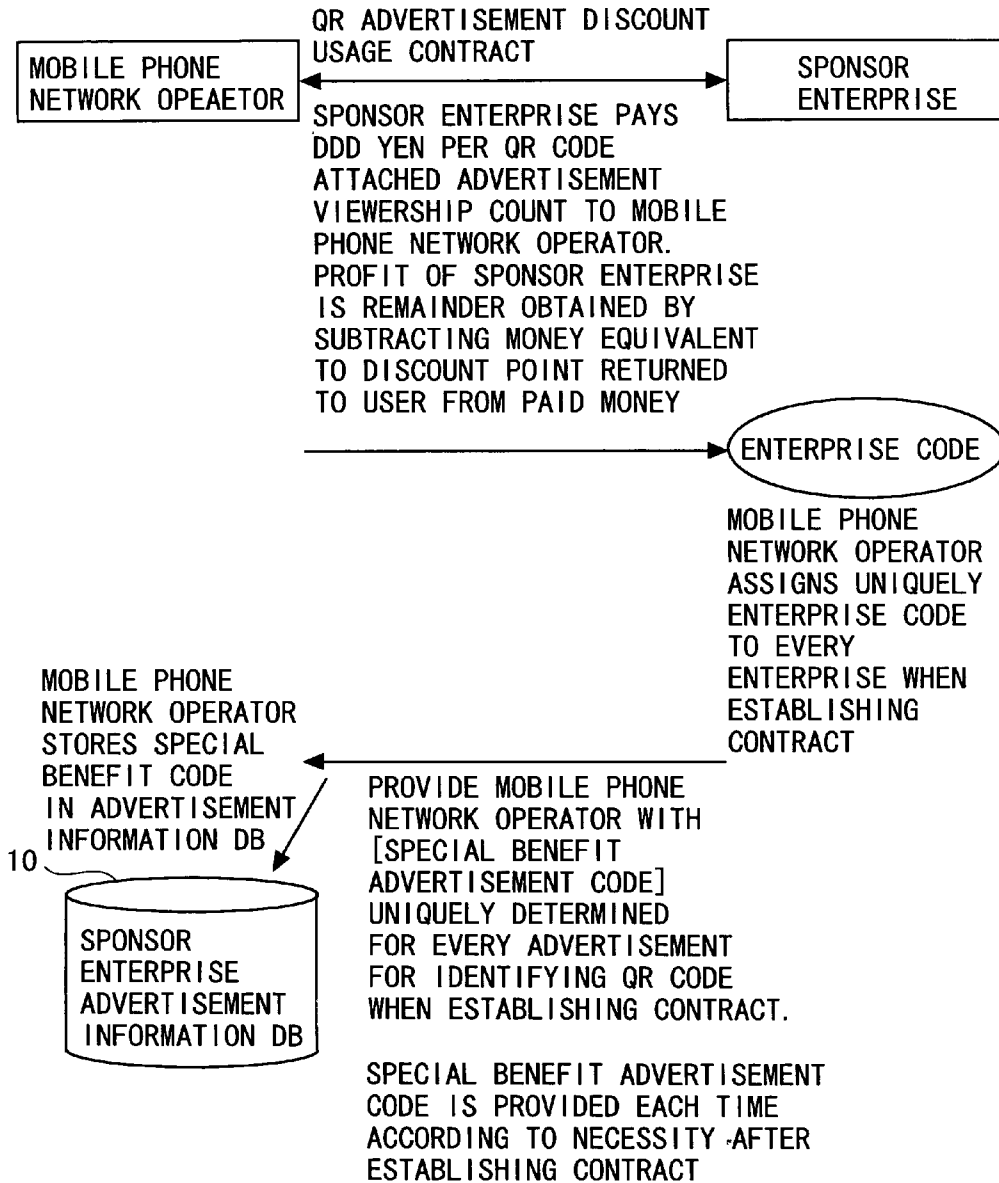 QR ADVERTISEMENT DISCOUNT
USAGE CONTRACT
MOBILE PHONE
NETWORK OPEAETOR
SPONSOR
ENTERPRISE
SPONSOR ENTERPRISE PAYS
DDD YEN PER QR CODE
ATTACHED ADVERTISEMENT
VIEWERSHIP COUNT TO MOBILE
PHONE NETWORK OPERATOR.
PROFIT OF SPONSOR ENTERPRISE
IS REMAINDER OBTAINED BY
SUBTRACTING MONEY EQUIVALENT
TO DISCOUNT POINT RETURNED
TO USER FROM PAID MONEY
ENTERPRISE CODE
MOBILE PHONE
NETWORK OPERATOR
ASSIGNS UNIQUELY
ENTERPRISE CODE
TO EVERY
ENTERPRISE WHEN
ESTABLISHING
CONTRACT
MOBILE PHONE
NETWORK OPERATOR
STORES SPECIAL
BENEFIT CODE
IN ADVERTISEMENT
INFORMATION DB
10
SPONSOR
ENTERPRISE
ADVERTISEMENT
INFORMATION DB
PROVIDE MOBILE PHONE
NETWORK OPERATOR WITH
[SPECIAL BENEFIT
ADVERTISEMENT CODE]
UNIQUELY DETERMINED
FOR EVERY ADVERTISEMENT
FOR IDENTIFYING QR CODE
WHEN ESTABLISHING CONTRACT.
SPECIAL BENEFIT ADVERTISEMENT
CODE IS PROVIDED EACH TIME
ACCORDING TO NECESSITY AFTER
ESTABLISHING CONTRACT